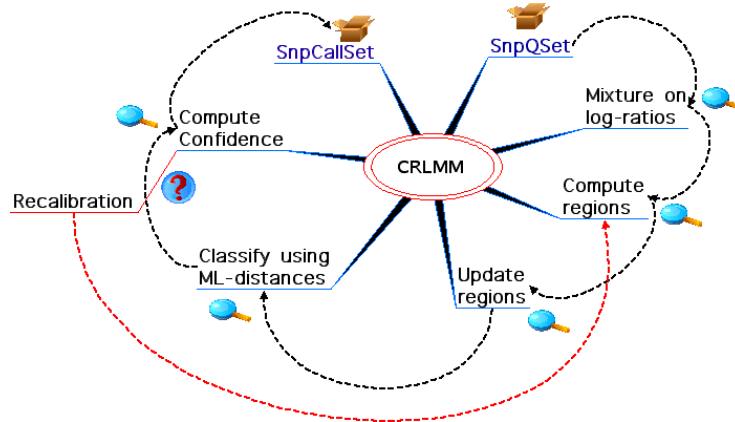 SnpCallSet
SnpQSet
Mixture on
log-ratios
Compute
Confidence
CRLMM
?
Recalibration
Compute
regions
Classify using
ML-distances
Update
regions